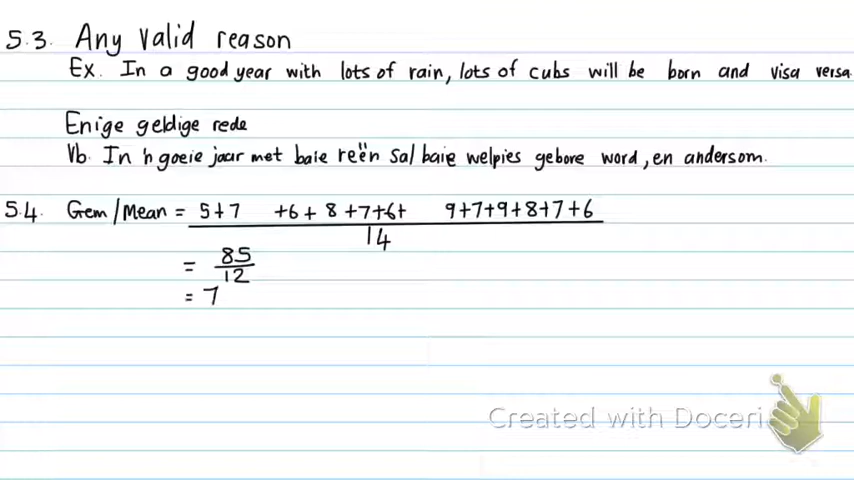 5.3. Any valid reason
Ex. In a good year with lots of rain, lots of cubs will be born and visa versa.
Enige geldige rede
Vb. In 'n goeie jaar met baie reën sal baie welpies gebore word, en andersom.
5.4. Gem/Mean = 5+7 +6+8+7+6+ 9+7+9+8+7+6
14
= 85
12
= 7
Created with Doceri